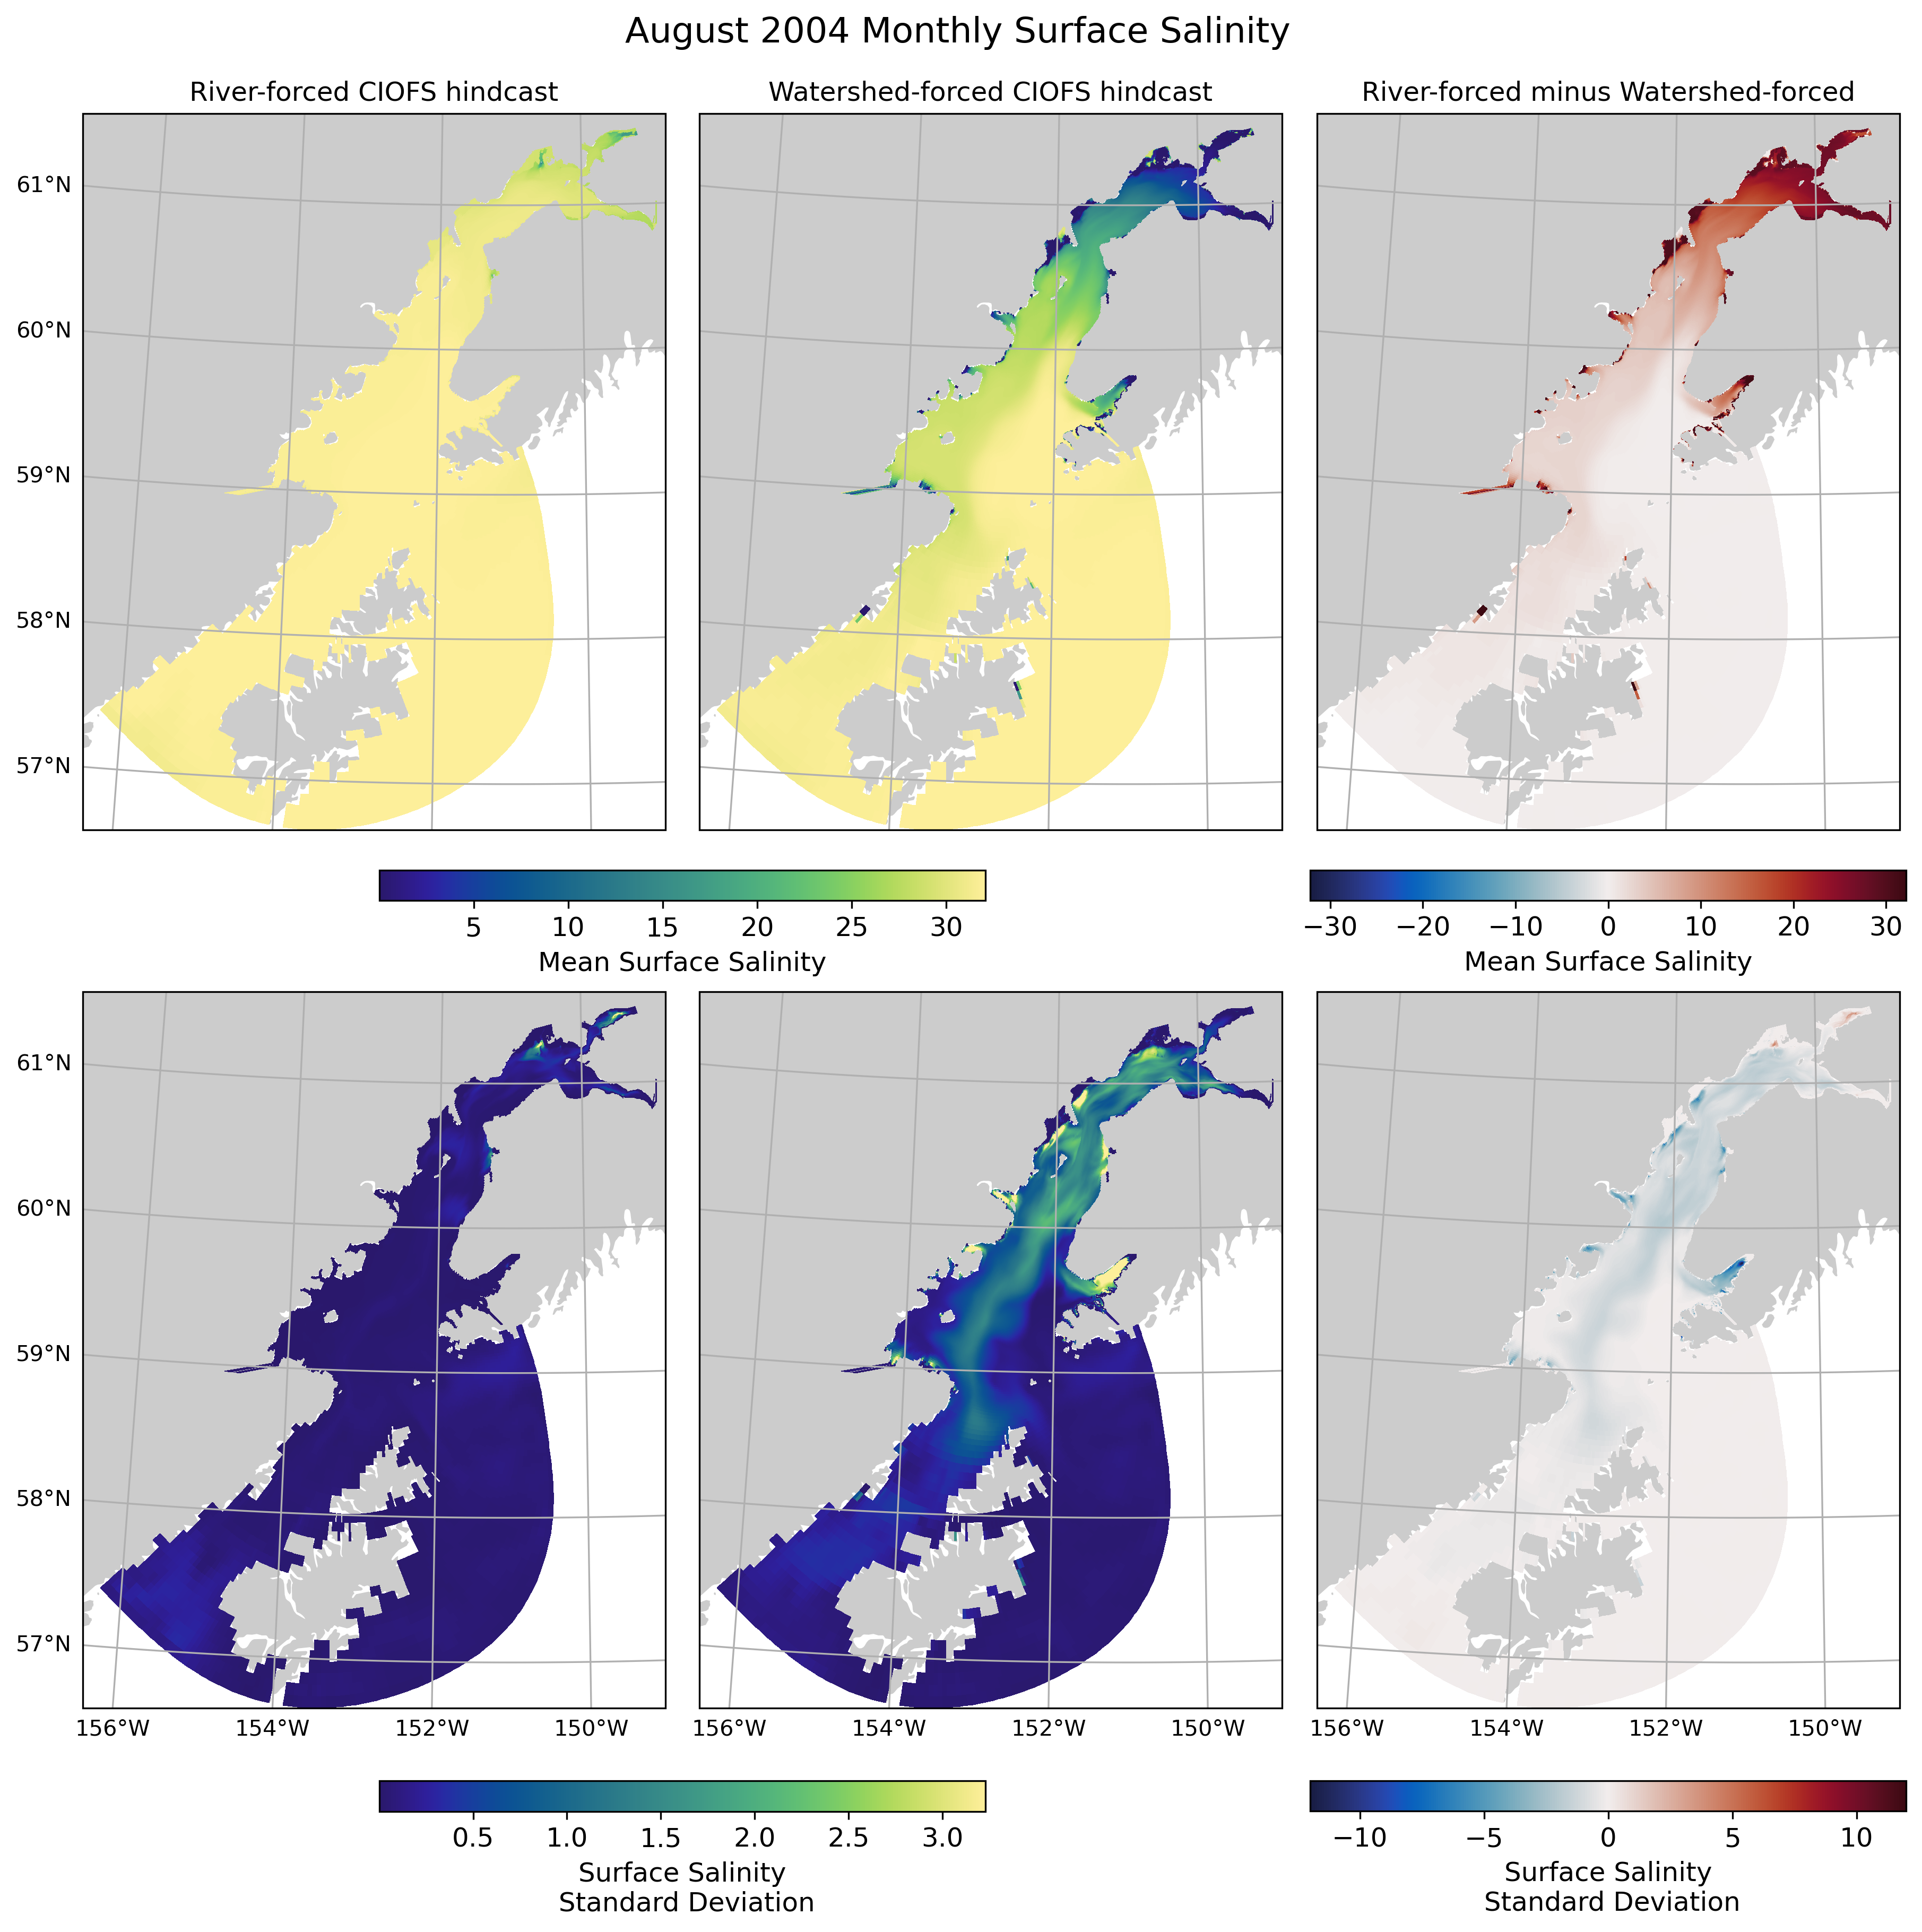 August 2004 Monthly Surface Salinity
River-forced CIOFS hindcast
Watershed-forced CIOFS hindcast
River-forced minus Watershed-forced
61°N
60°N
59°N
58°N
57°N
5 10 15 20 25 30
Mean Surface Salinity
−30 −20 −10 0 10 20 30
Mean Surface Salinity
61°N
60°N
59°N
58°N
57°N
156°W 154°W 152°W 150°W
156°W 154°W 152°W 150°W
156°W 154°W 152°W 150°W
0.5 1.0 1.5 2.0 2.5 3.0
Surface Salinity
Standard Deviation
−10 −5 0 5 10
Surface Salinity
Standard Deviation